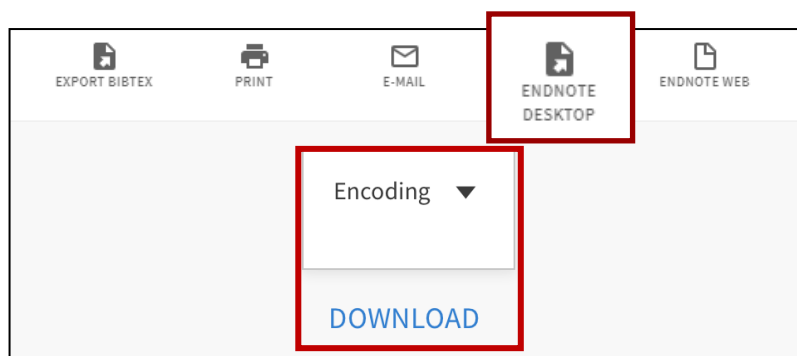 EXPORT BIBTEX
PRINT
E-MAIL
ENDNOTE
DESKTOP
ENDNOTE WEB
Encoding
DOWNLOAD